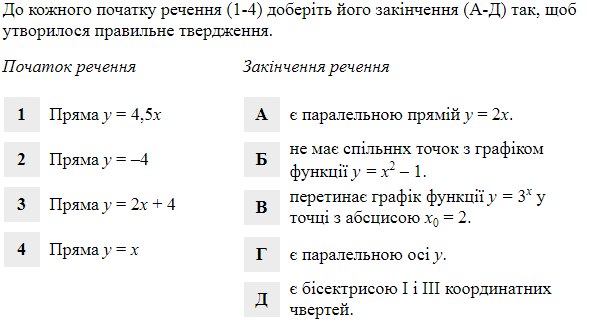 До кожного початку речення (1-4) доберіть його закінчення (А-Д) так, щоб
утворилося правильне твердження.
Початок речення
Закінчення речення
1 Пряма y = 4,5x
2 Пряма y = –4
3 Пряма y = 2x + 4
4 Пряма y = x
А є паралельною прямій y = 2x.
Б не має спільннх точок з графіком
функції y = x² – 1.
В перетинає графік функції y = 3ˣ у
точці з абсцисою x₀ = 2.
Г є паралельною осі y.
Д є бісектрисою І і ІІІ координатних
чвертей.